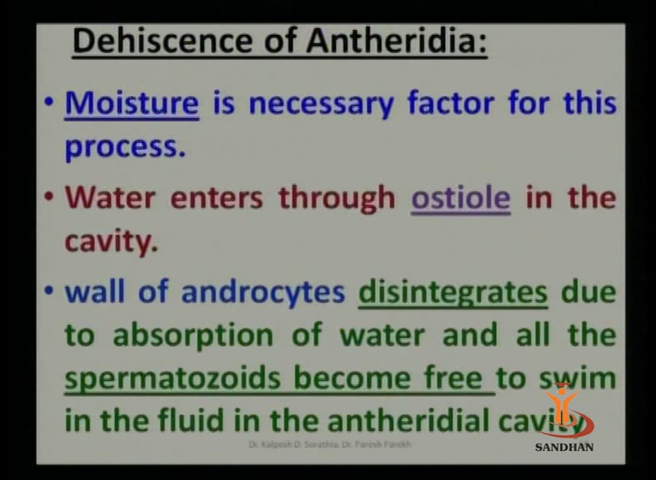 Dehiscence of Antheridia:
• Moisture is necessary factor for this
process.
• Water enters through ostiole in the
cavity.
• wall of androcytes disintegrates due
to absorption of water and all the
spermatozoids become free to swim
in the fluid in the antheridial cavity
Dr. Kalpesh D. Sorathia, Dr. Paresh Parekh
SANDHAN